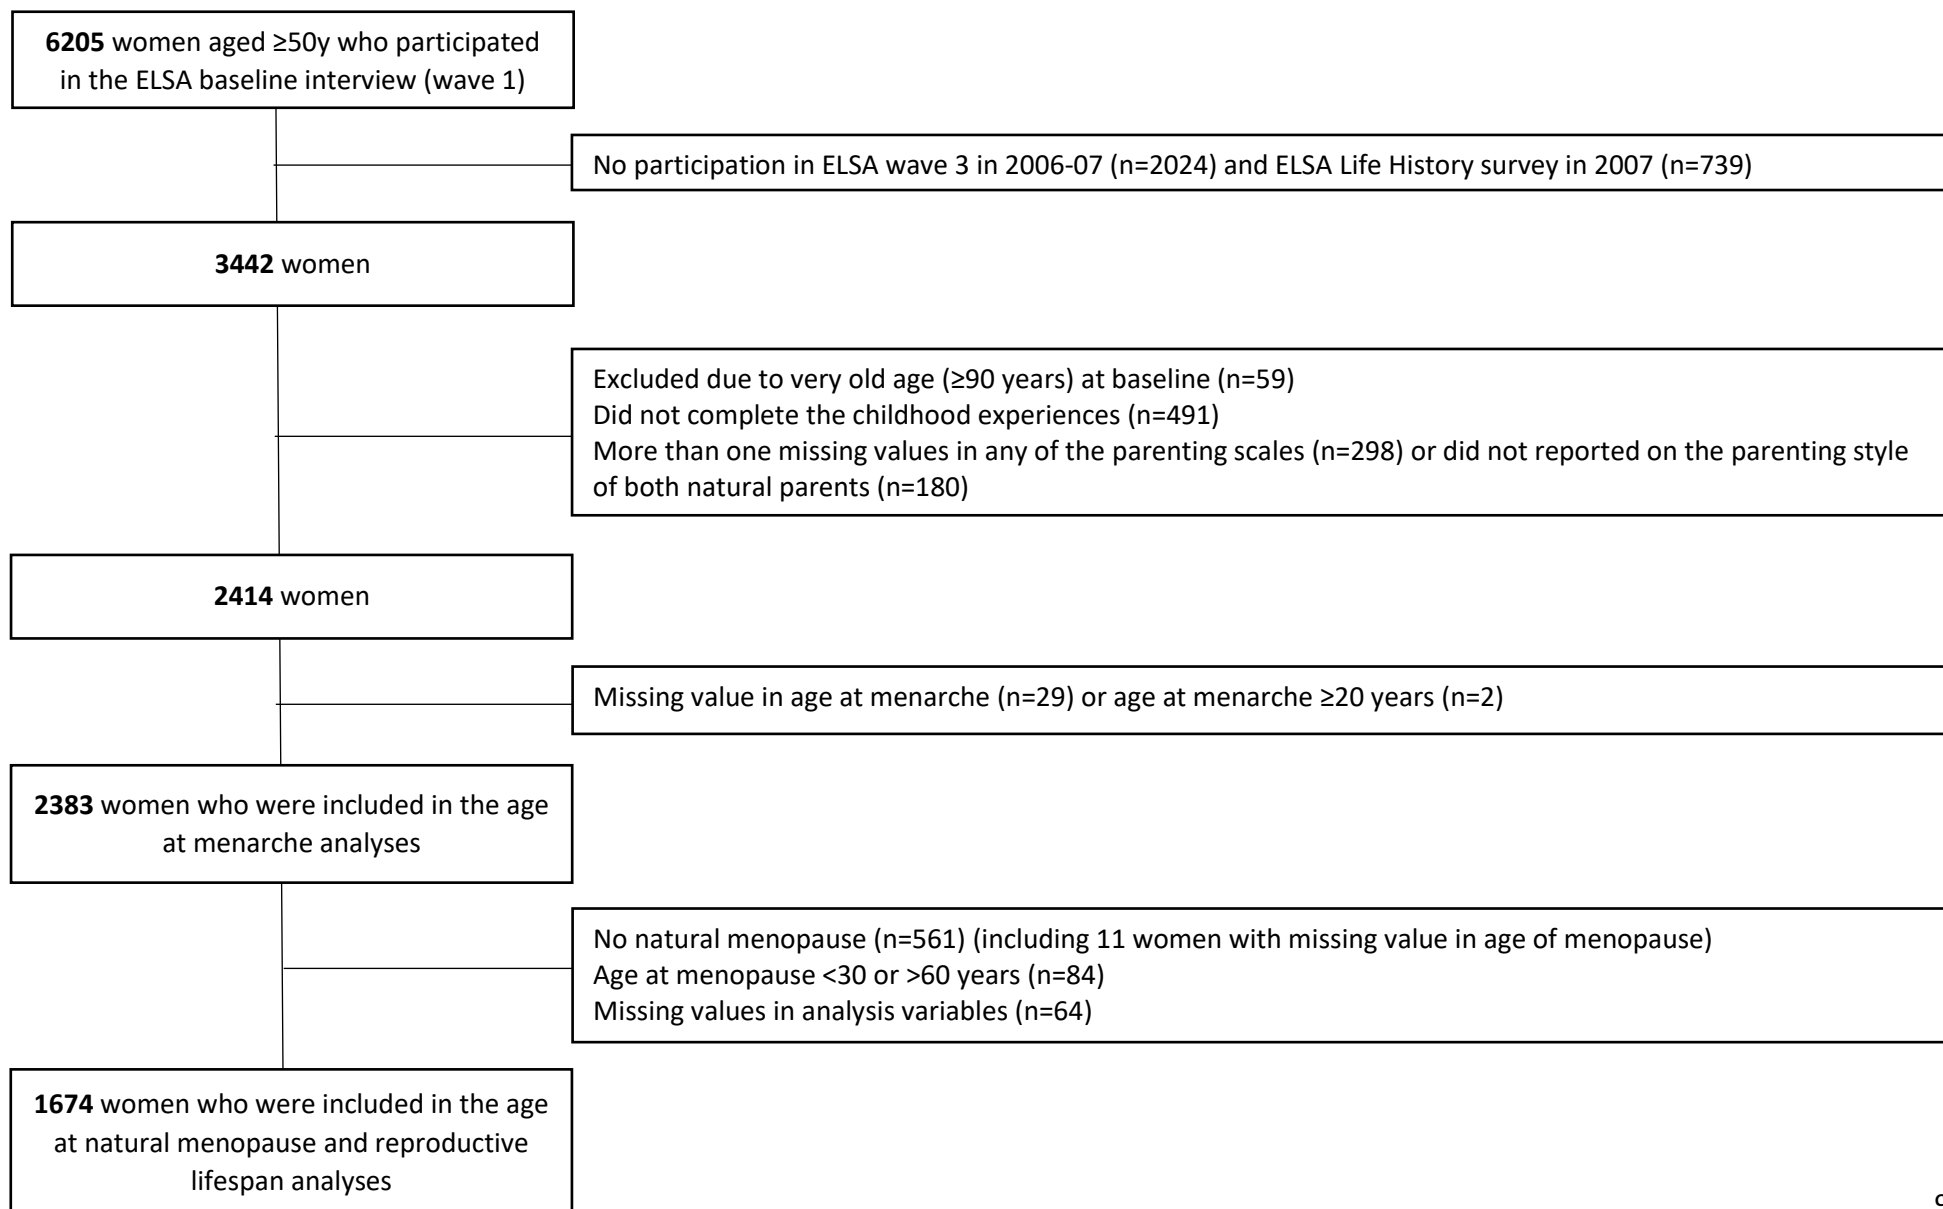 6205 women aged ≥50y who participated
in the ELSA baseline interview (wave 1)
No participation in ELSA wave 3 in 2006-07 (n=2024) and ELSA Life History survey in 2007 (n=739)
3442 women
Excluded due to very old age (≥90 years) at baseline (n=59)
Did not complete the childhood experiences (n=491)
More than one missing values in any of the parenting scales (n=298) or did not reported on the parenting style
of both natural parents (n=180)
2414 women
Missing value in age at menarche (n=29) or age at menarche ≥20 years (n=2)
2383 women who were included in the age
at menarche analyses
No natural menopause (n=561) (including 11 women with missing value in age of menopause)
Age at menopause <30 or >60 years (n=84)
Missing values in analysis variables (n=64)
1674 women who were included in the age
at natural menopause and reproductive
lifespan analyses